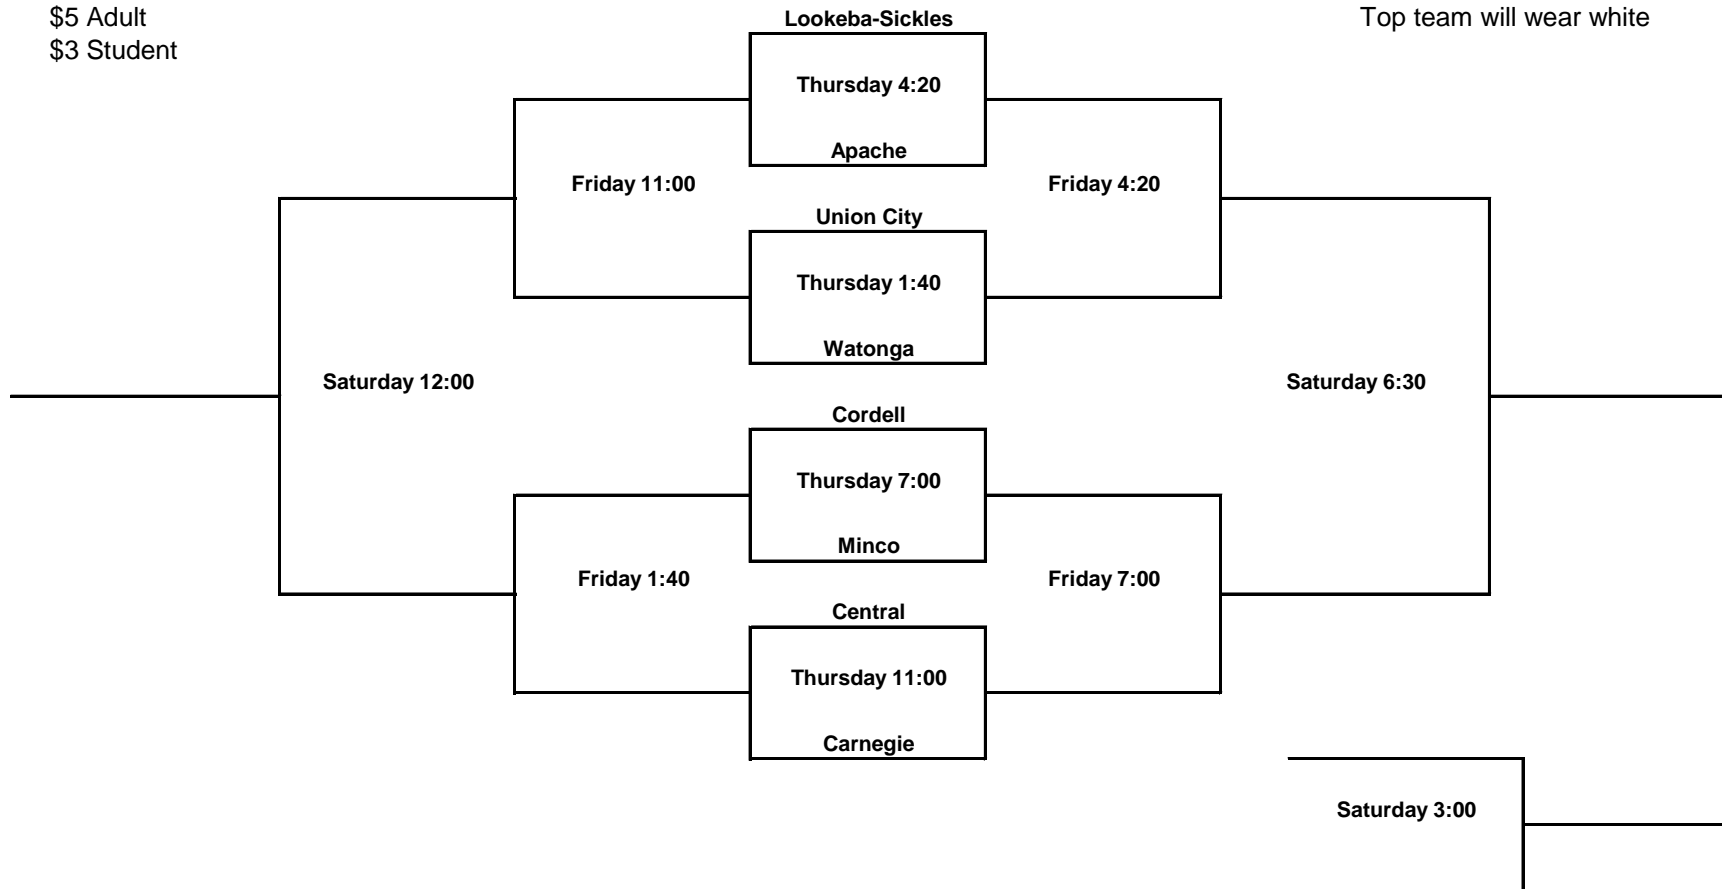 $5 Adult
Lookeba-Sickles
Top team will wear white
$3 Student
Thursday 4:20
Apache
Friday 11:00
Friday 4:20
Union City
Thursday 1:40
Watonga
Saturday 12:00
Saturday 6:30
Cordell
Thursday 7:00
Minco
Friday 1:40
Friday 7:00
Central
Thursday 11:00
Carnegie
Saturday 3:00